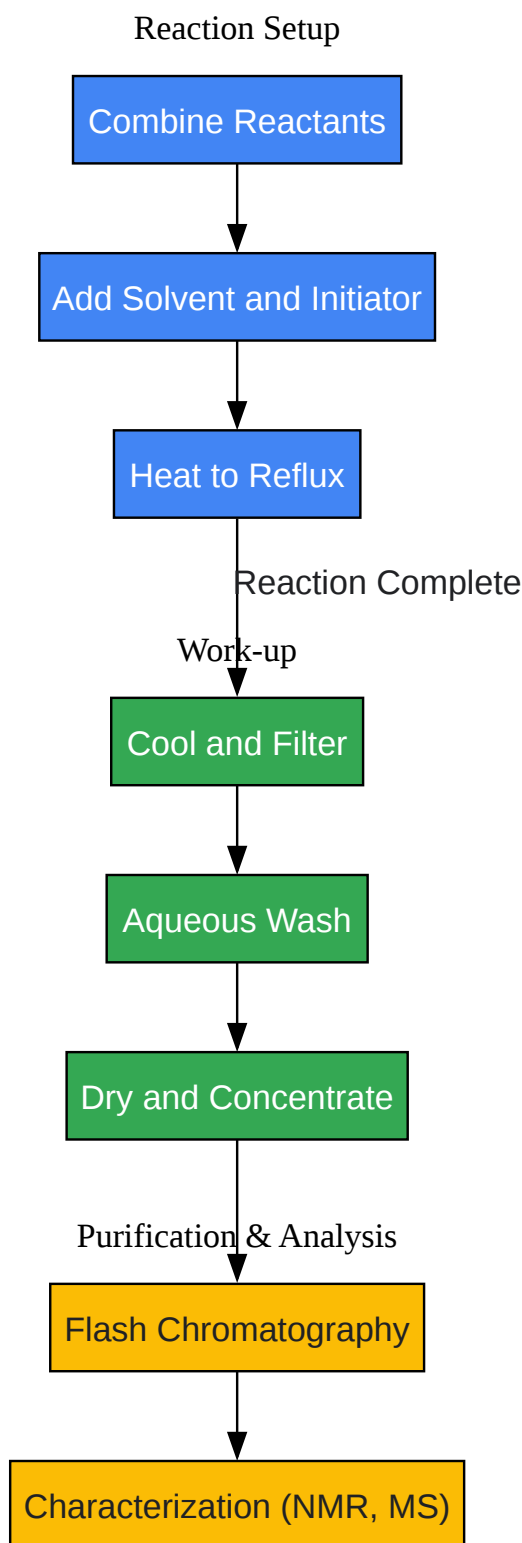 Reaction Setup
Combine Reactants
Add Solvent and Initiator
Heat to Reflux
Reaction Complete
Work-up
Cool and Filter
Aqueous Wash
Dry and Concentrate
Purification & Analysis
Flash Chromatography
Characterization (NMR, MS)